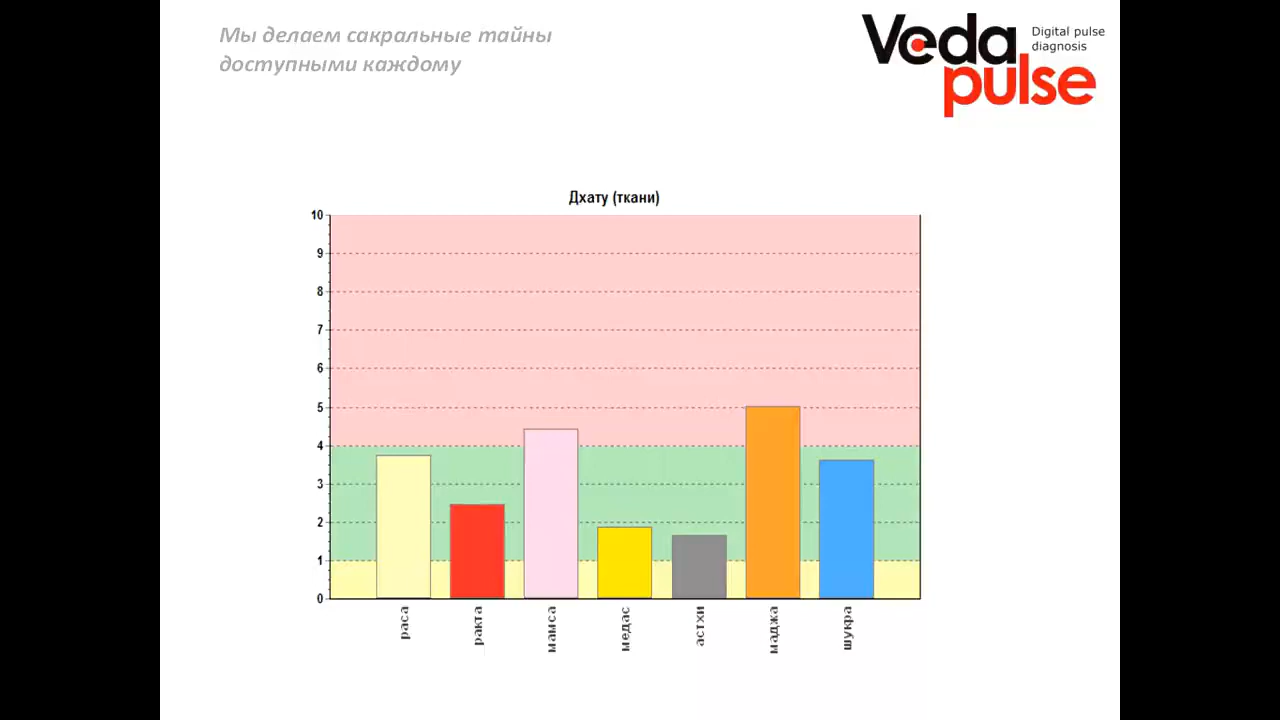 Мы делаем сакральные тайны
доступными каждому
Veda
pulse
Digital pulse
diagnosis
Дхату (ткани)
10
9
8
7
6
5
4
3
2
1
0
раса
ракта
мамса
медас
астхи
маджа
шукра